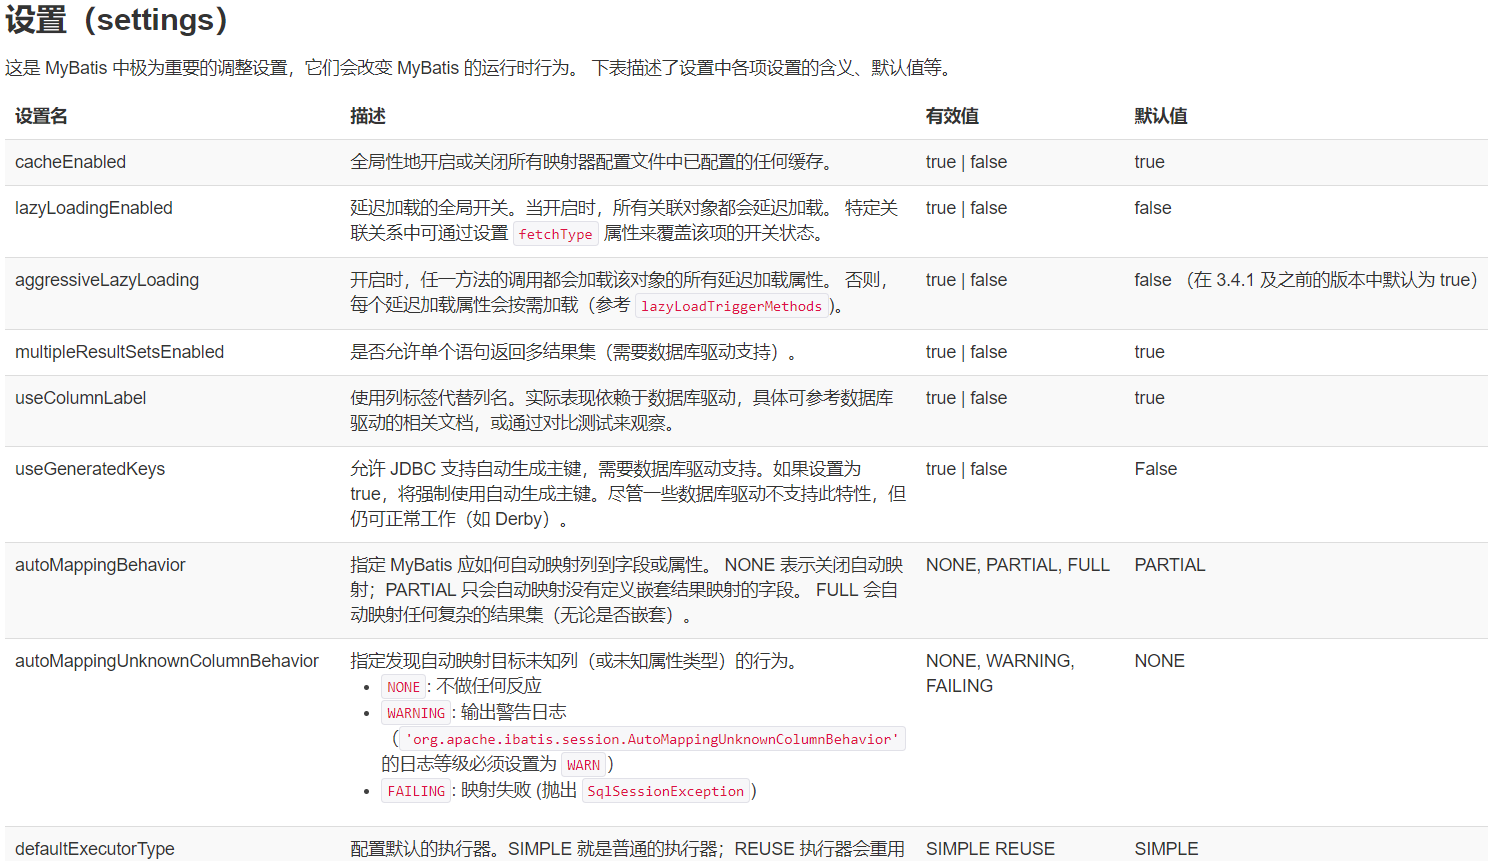 设置（settings）
这是 MyBatis 中极为重要的调整设置，它们会改变 MyBatis 的运行时行为。 下表描述了设置中各项设置的含义、默认值等。
设置名 描述 有效值 默认值
cacheEnabled 全局性地开启或关闭所有映射器配置文件中已配置的任何缓存。 true | false true
lazyLoadingEnabled 延迟加载的全局开关。当开启时，所有关联对象都会延迟加载。 特定关 true | false false
联关系中可通过设置 fetchType 属性来覆盖该项的开关状态。
aggressiveLazyLoading 开启时，任一方法的调用都会加载该对象的所有延迟加载属性。 否则， true | false false （在 3.4.1 及之前的版本中默认为 true）
每个延迟加载属性会按需加载（参考 lazyLoadTriggerMethods)。
multipleResultSetsEnabled 是否允许单个语句返回多结果集（需要数据库驱动支持）。 true | false true
useColumnLabel 使用列标签代替列名。实际表现依赖于数据库驱动，具体可参考数据库 true | false true
驱动的相关文档，或通过对比测试来观察。
useGeneratedKeys 允许 JDBC 支持自动生成主键，需要数据库驱动支持。如果设置为 true | false False
true，将强制使用自动生成主键。尽管一些数据库驱动不支持此特性，但
仍可正常工作（如 Derby）。
autoMappingBehavior 指定 MyBatis 应如何自动映射列到字段或属性。 NONE 表示关闭自动映 NONE, PARTIAL, FULL PARTIAL
射；PARTIAL 只会自动映射没有定义嵌套结果映射的字段。 FULL 会自
动映射任何复杂的结果集（无论是否嵌套）。
autoMappingUnknownColumnBehavior 指定发现自动映射目标未知列（或未知属性类型）的行为。 NONE, WARNING, NONE
• NONE: 不做任何反应 FAILING
• WARNING: 输出警告日志
（'org.apache.ibatis.session.AutoMappingUnknownColumnBehavior'
的日志等级必须设置为 WARN）
• FAILING: 映射失败 (抛出 SqlSessionException)
defaultExecutorType 配置默认的执行器。SIMPLE 就是普通的执行器；REUSE 执行器会重用 SIMPLE REUSE SIMPLE